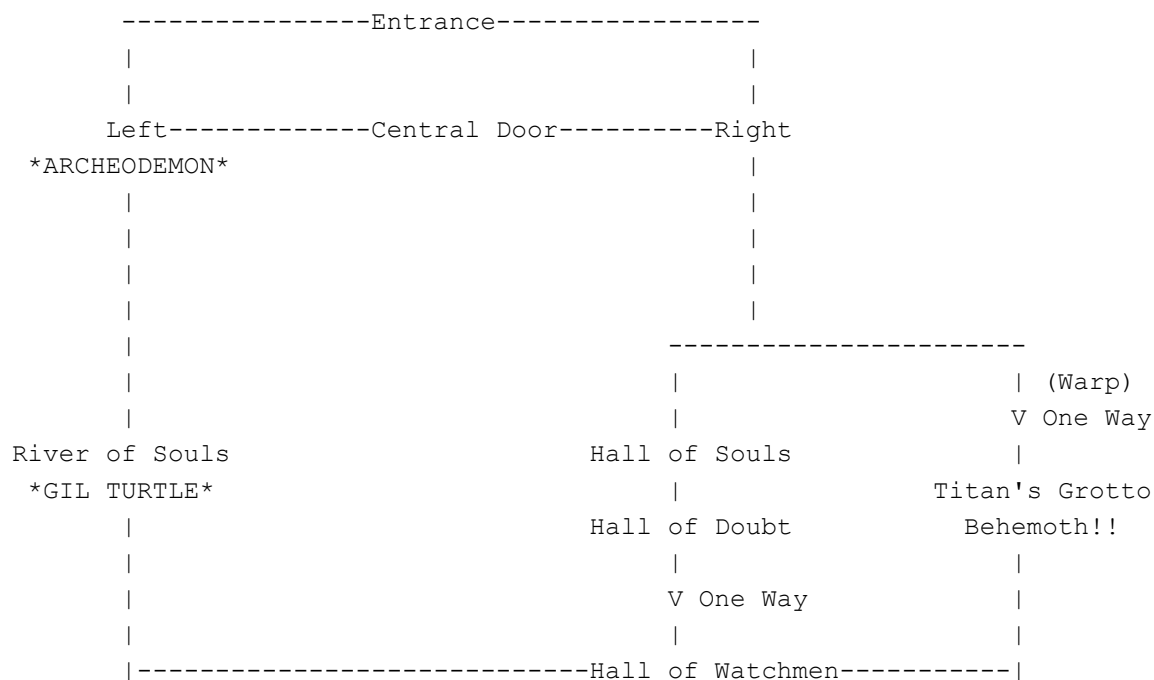 ----------------Entrance-----------------
| |
| |
Left-------------Central Door----------Right
*ARCHEODEMON* |
| |
| |
| |
| |
| -----------------------
| | | (Warp)
| | V One Way
River of Souls Hall of Souls |
*GIL TURTLE* | Titan's Grotto
| Hall of Doubt Behemoth!!
| | |
| V One Way |
| | |
|-----------------------------Hall of Watchmen-----------|